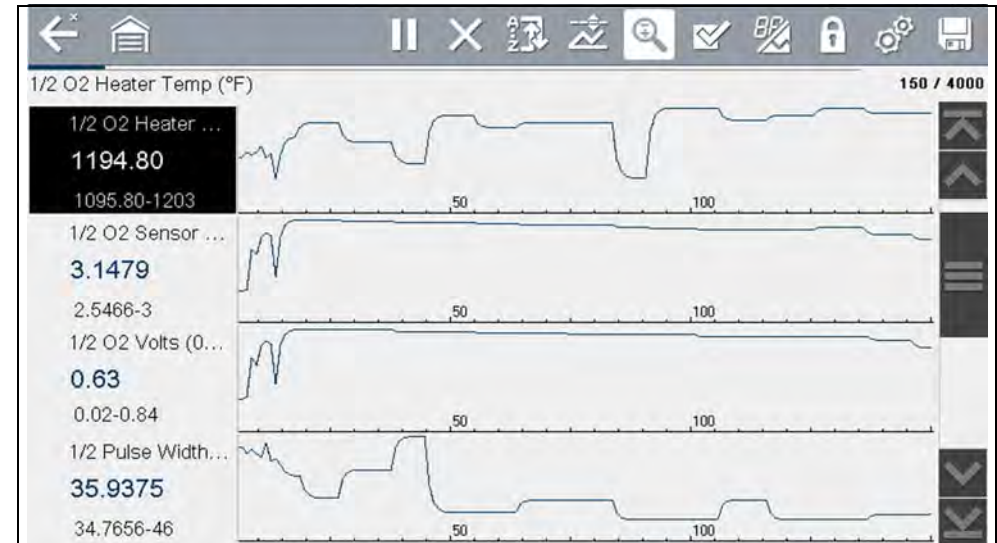 1/2 O2 Heater Temp (°F)
150 / 4000
1/2 O2 Heater ...
1194.80
1095.80-1203
50
100
1/2 O2 Sensor ...
3.1479
2.5466-3
50
100
1/2 O2 Volts (0...
0.63
0.02-0.84
50
100
1/2 Pulse Width...
35.9375
34.7656-46
50
100